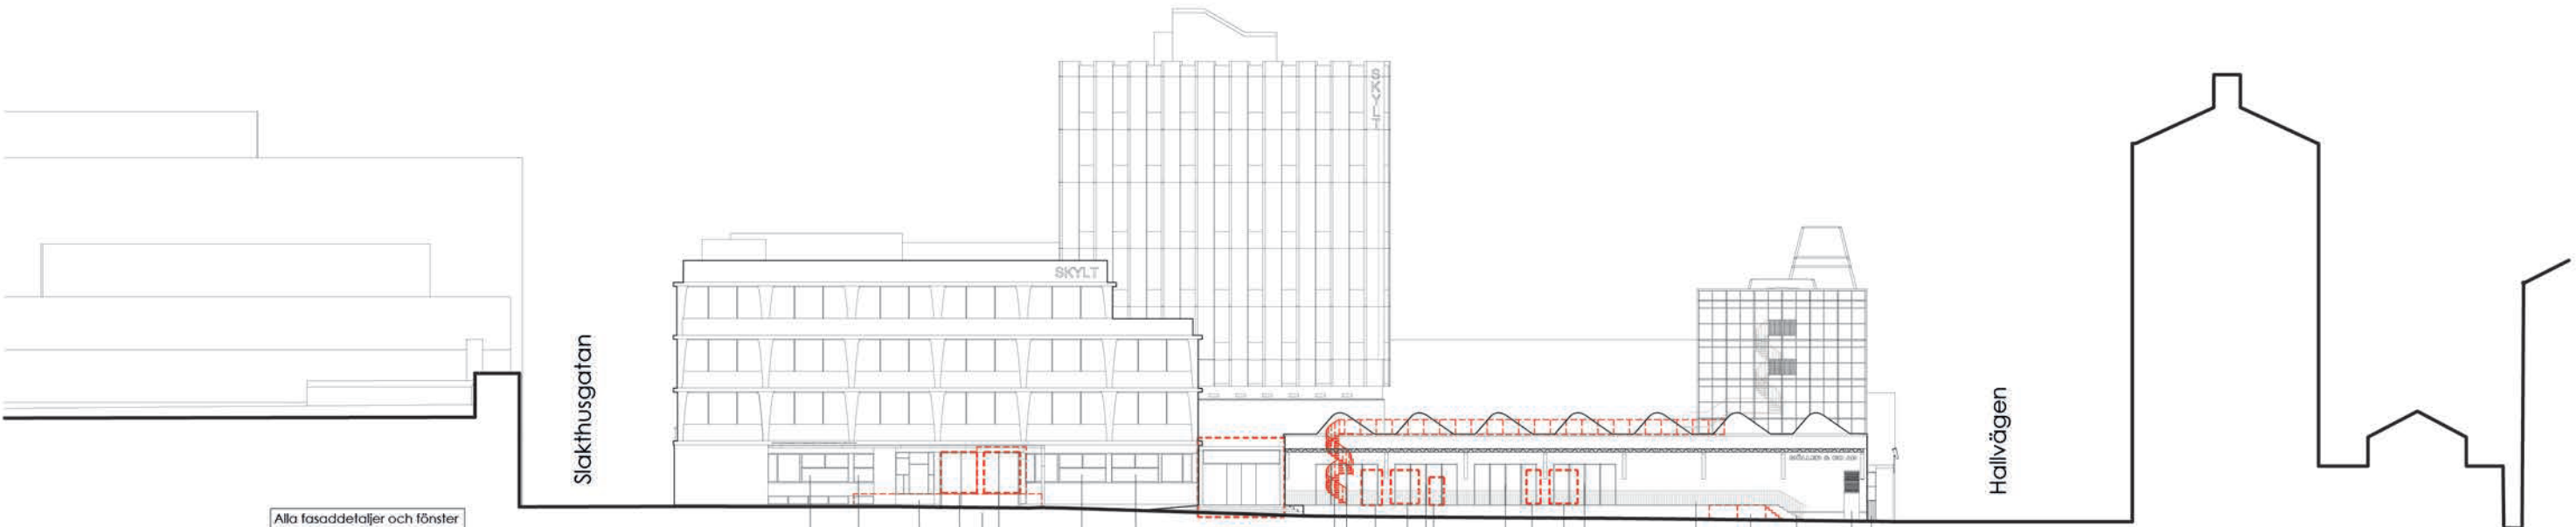 SKYLT
SKYLT
Slakthusgatan
Hallvägen
Alla fasaddetaljer och fönster